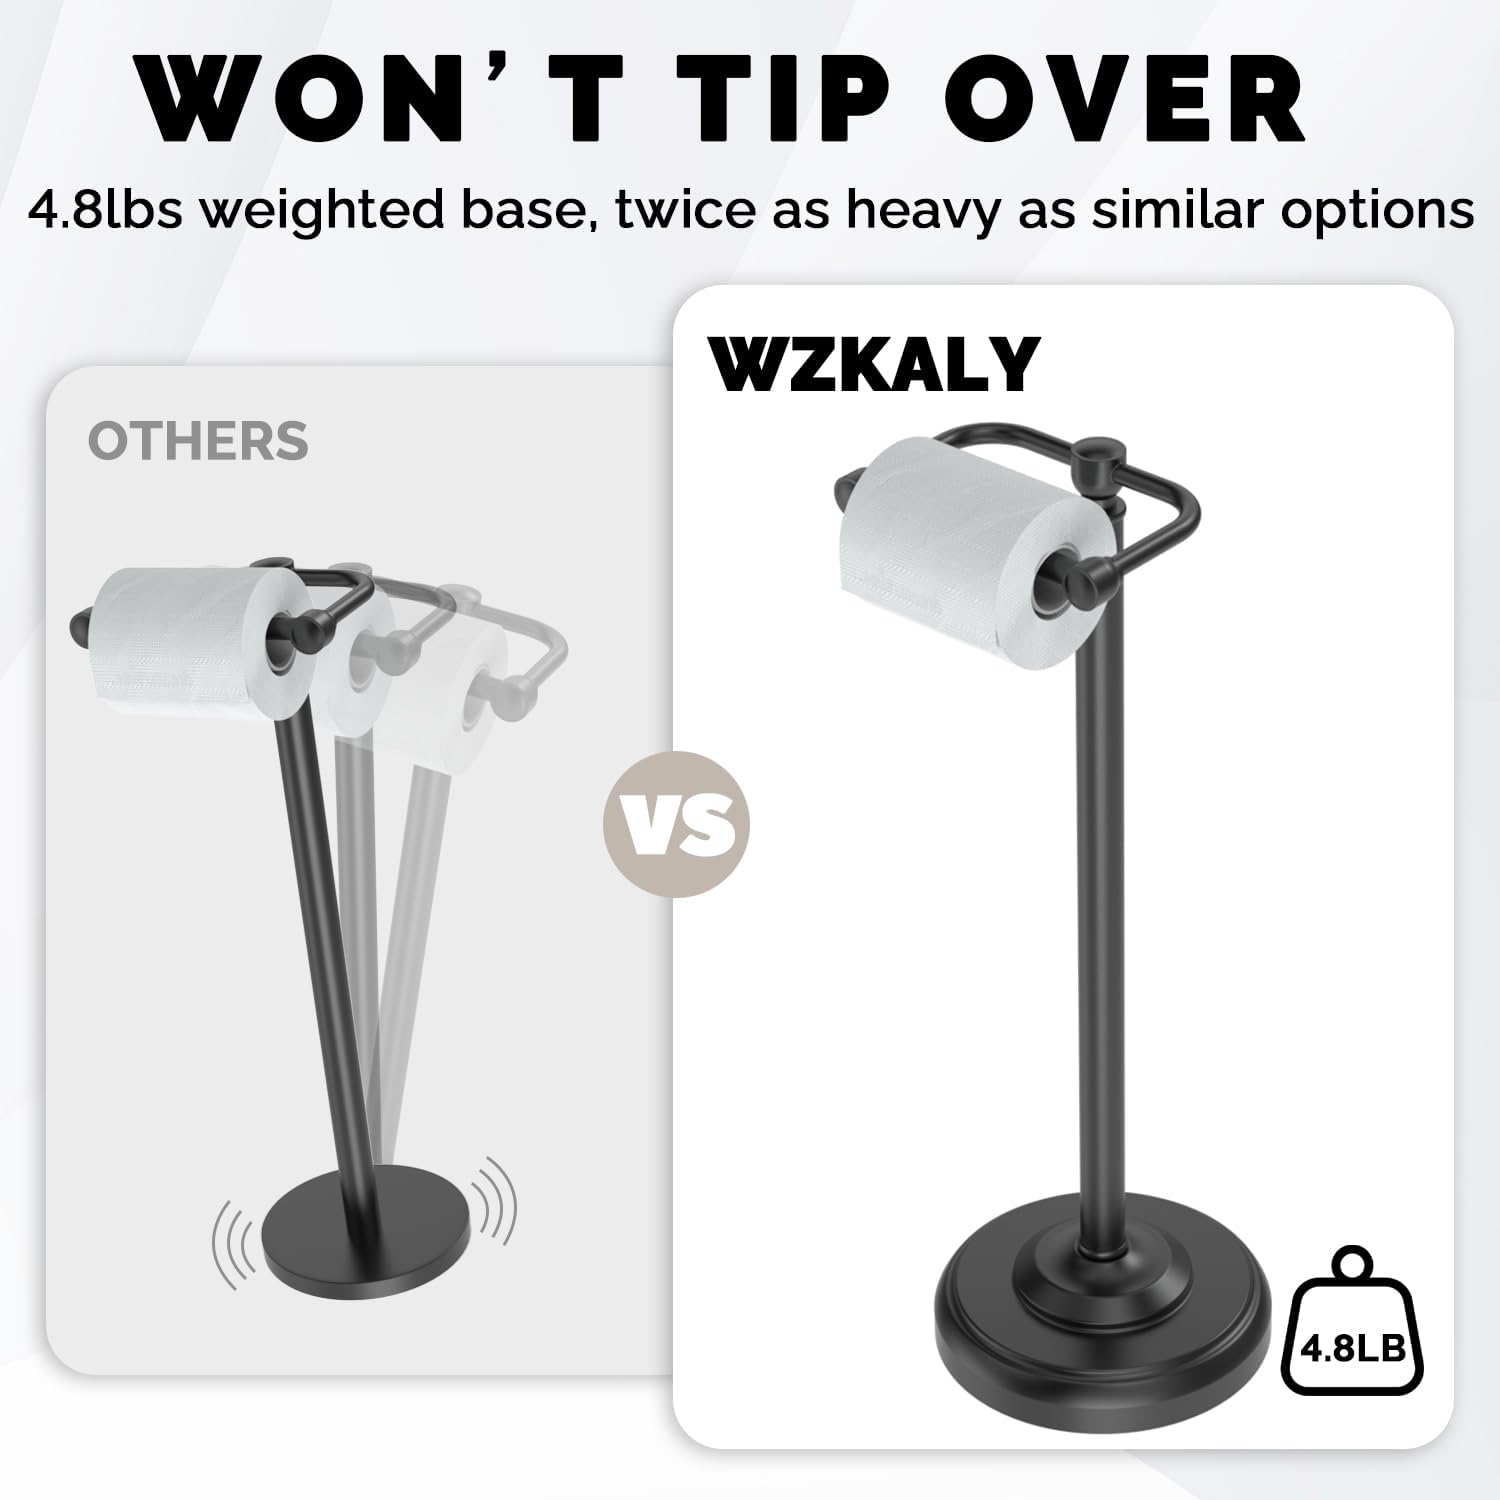 WON'T TIP OVER
4.8lbs weighted base, twice as heavy as similar options
OTHERS
WZKALY
VS
4.8LB